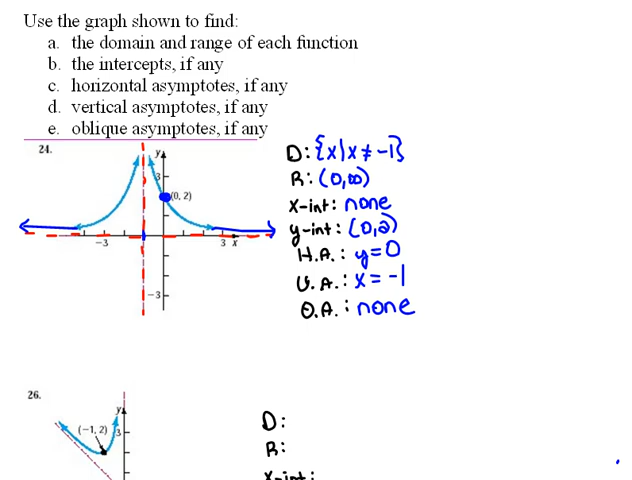 Use the graph shown to find:
a. the domain and range of each function
b. the intercepts, if any
c. horizontal asymptotes, if any
d. vertical asymptotes, if any
e. oblique asymptotes, if any
24.
y
3
(0, 2)
−3
3 x
−3
D: {x|x ≠ -1}
R: (0,∞)
x-int: none
y-int: (0,2)
H.A.: y=0
V.A.: x = -1
O.A.: none
26.
y
(−1, 2)
3
D:
R:
x-int: